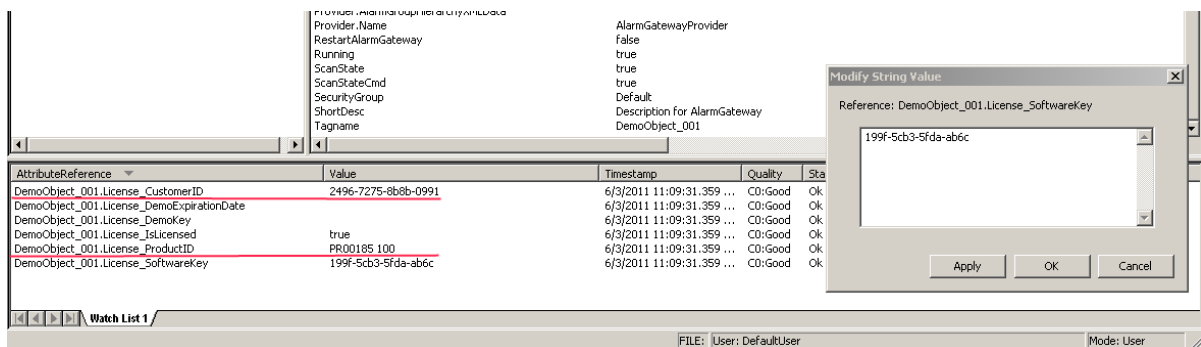 Provider.AlarmGroupHierarchyXMLData
Provider.Name AlarmGatewayProvider
RestartAlarmGateway false
Running true
ScanState true
ScanStateCmd true
SecurityGroup Default
ShortDesc Description for AlarmGateway
Tagname DemoObject_001
Modify String Value
Reference: DemoObject_001.License_SoftwareKey
199f-5cb3-5fda-ab6c
Apply OK Cancel
AttributeReference Value Timestamp Quality Sta
DemoObject_001.License_CustomerID 2496-7275-8b8b-0991 6/3/2011 11:09:31.359 ... C0:Good Ok
DemoObject_001.License_DemoExpirationDate 6/3/2011 11:09:31.359 ... C0:Good Ok
DemoObject_001.License_DemoKey 6/3/2011 11:09:31.359 ... C0:Good Ok
DemoObject_001.License_IsLicensed true 6/3/2011 11:09:31.359 ... C0:Good Ok
DemoObject_001.License_ProductID PR00185 100 6/3/2011 11:09:31.359 ... C0:Good Ok
DemoObject_001.License_SoftwareKey 199f-5cb3-5fda-ab6c 6/3/2011 11:09:31.359 ... C0:Good Ok
Watch List 1
FILE: User: DefaultUser Mode: User